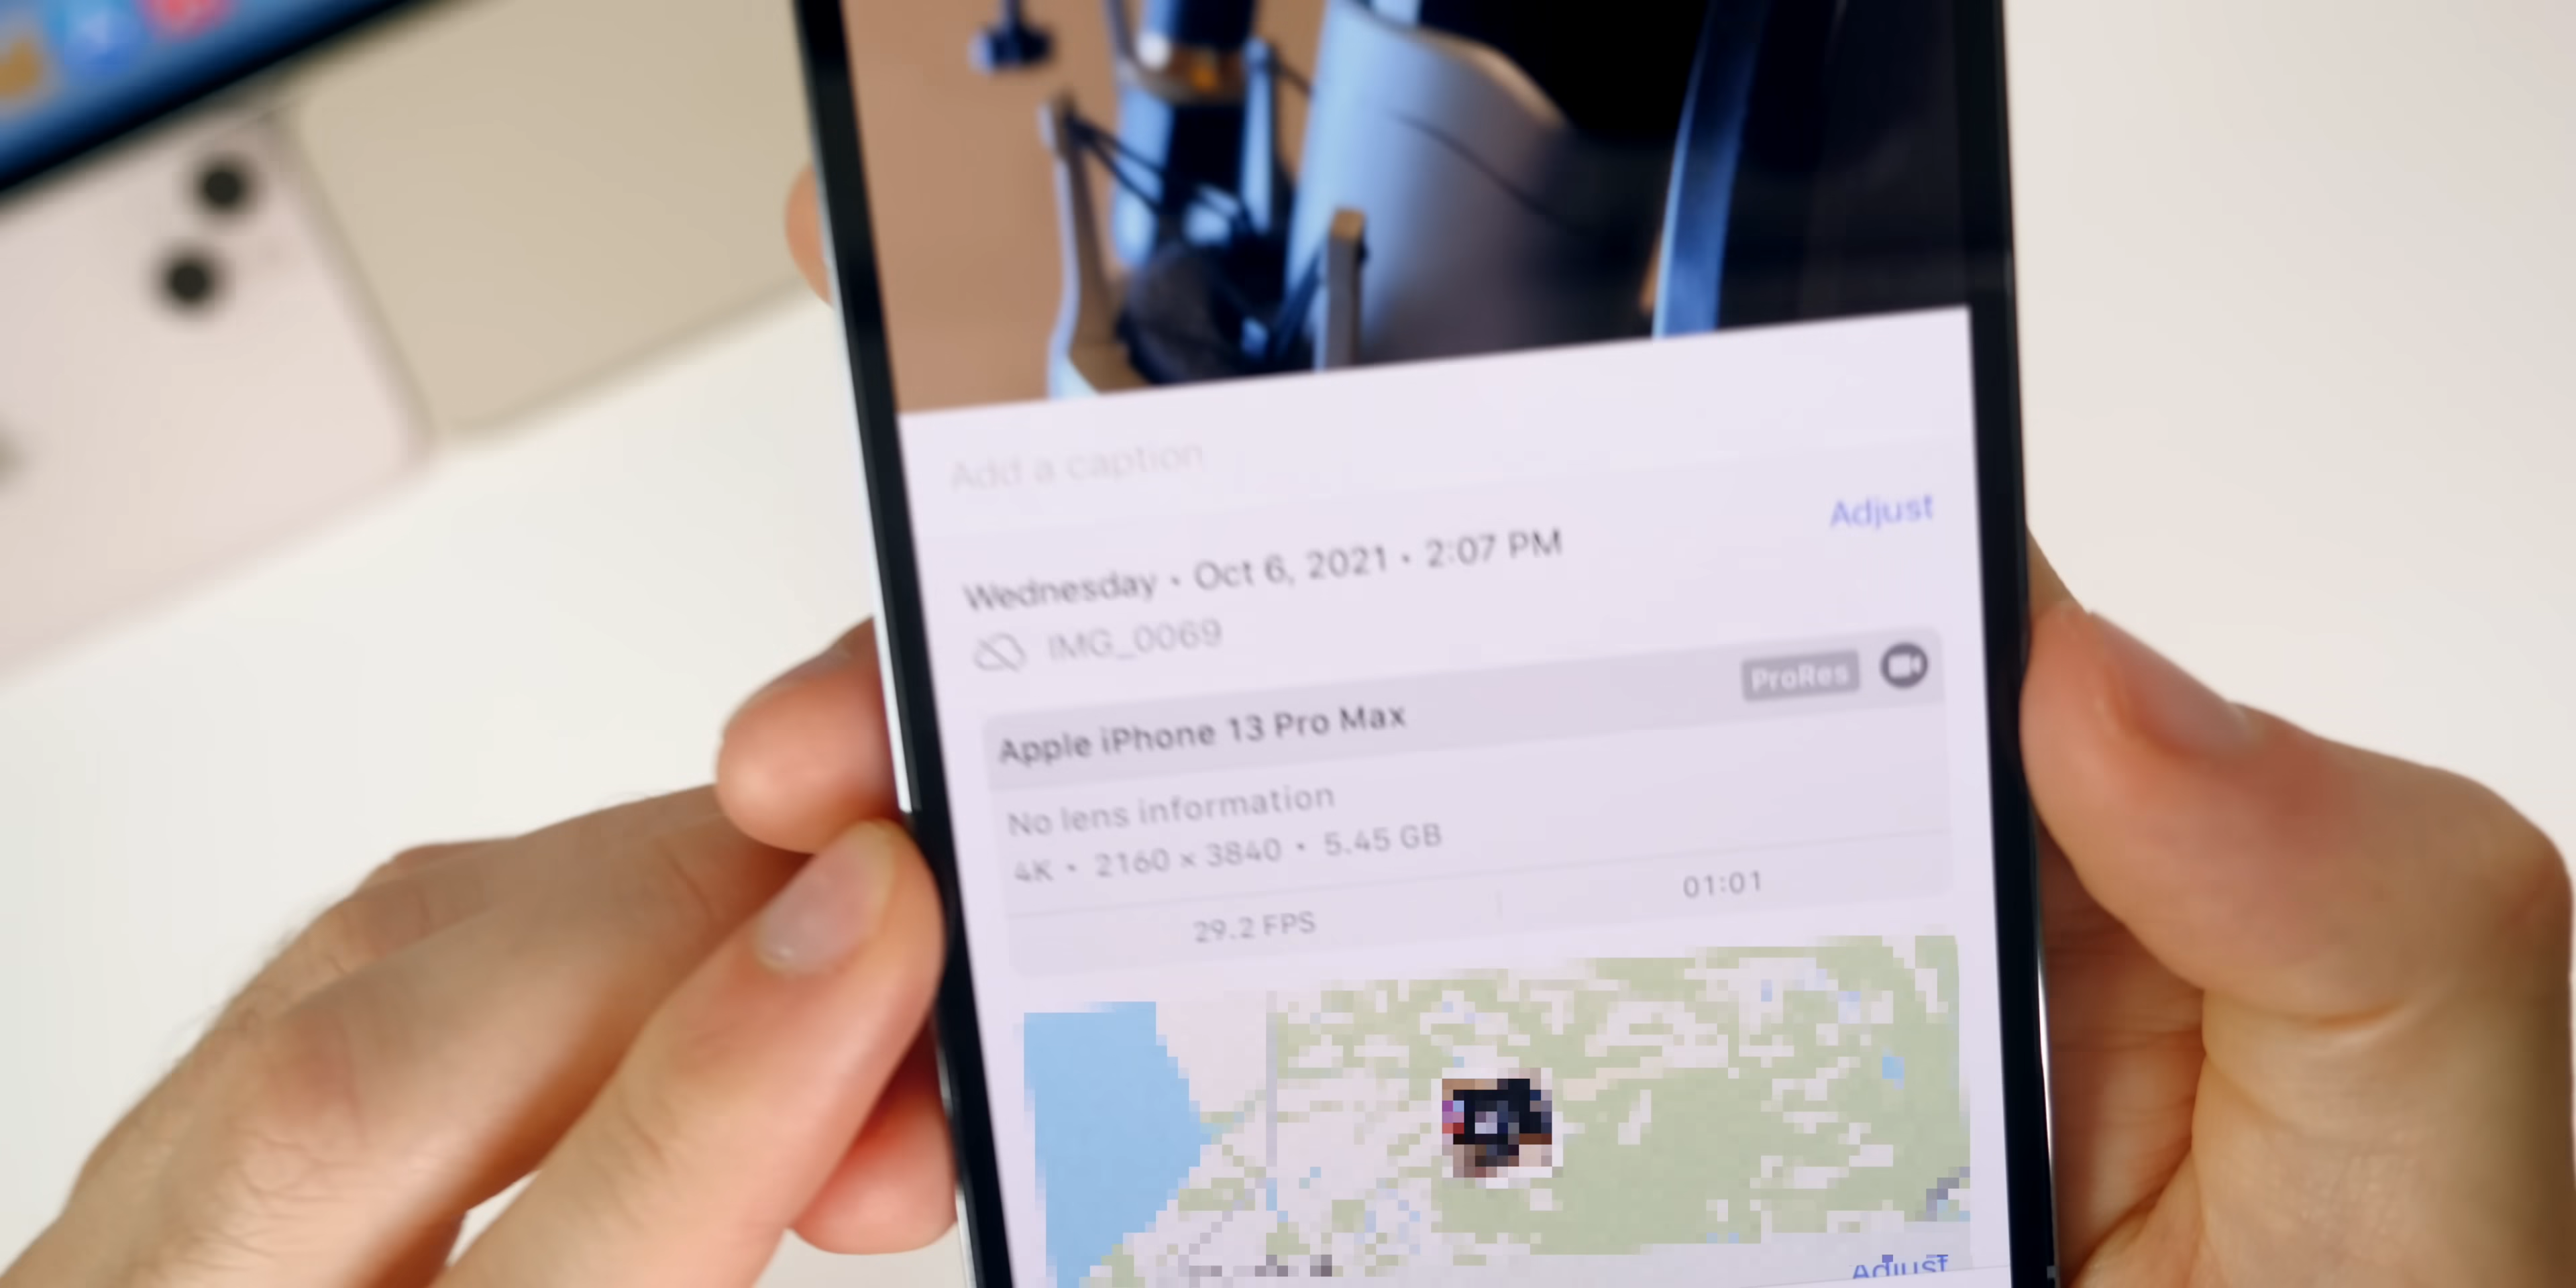 Add a caption
Adjust
Wednesday • Oct 6, 2021 • 2:07 PM
IMG_0069
Apple iPhone 13 Pro Max
ProRes
No lens information
4K • 2160 × 3840 • 5.45 GB
29.2 FPS
01:01
Adjust